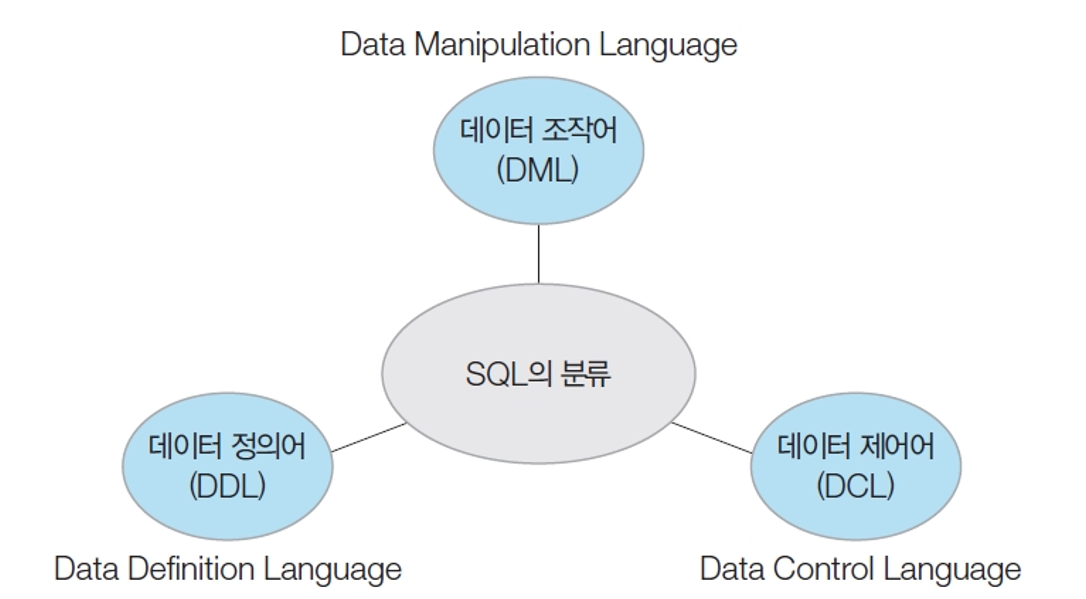 Data Manipulation Language
데이터 조작어
(DML)
SQL의 분류
데이터 정의어
(DDL)
Data Definition Language
데이터 제어어
(DCL)
Data Control Language